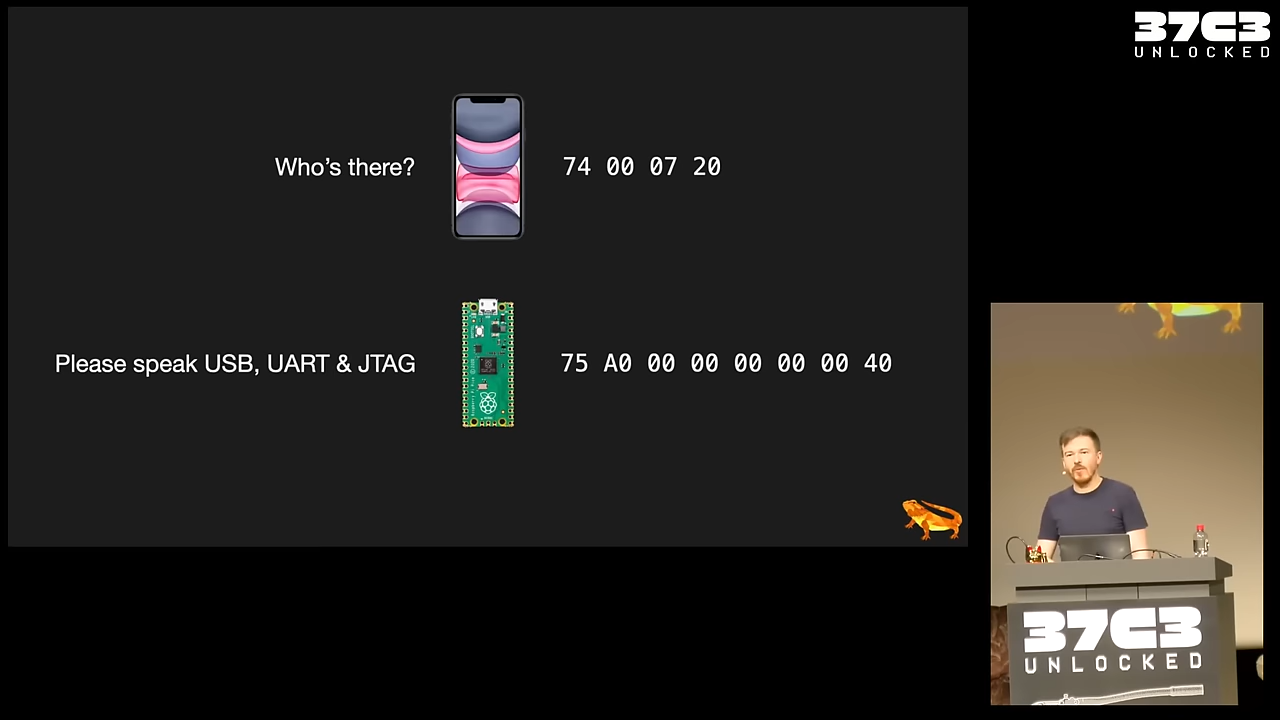 37C3
UNLOCKED
Who's there?
74 00 07 20
Please speak USB, UART & JTAG
75 A0 00 00 00 00 00 40
37C3
UNLOCKED